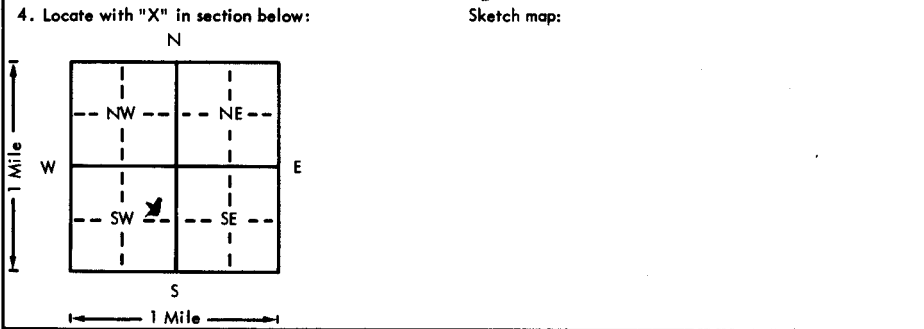 4. Locate with "X" in section below:
Sketch map:
N
NW
NE
1 Mile
W
E
X
SW
SE
S
1 Mile